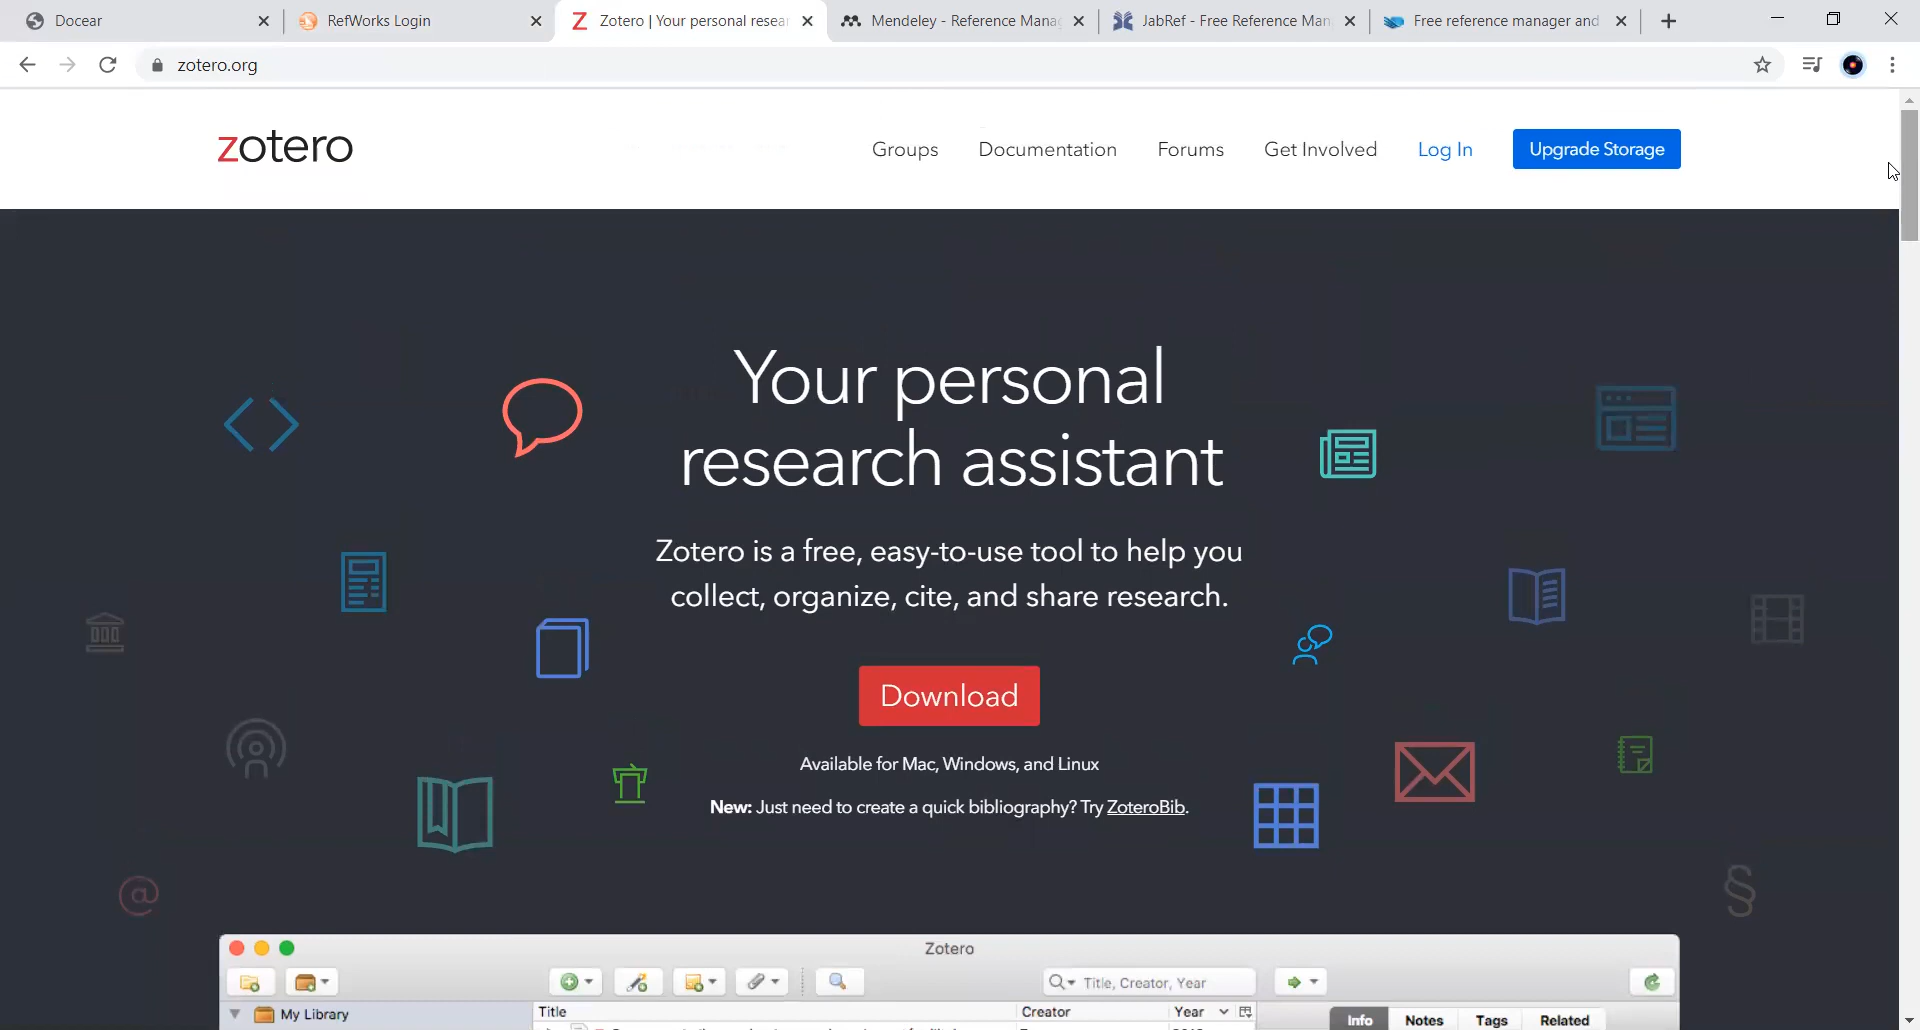 Docear
RefWorks Login
Zotero | Your personal resear
Mendeley - Reference Manag
JabRef - Free Reference Man
Free reference manager and
zotero.org
zotero
Groups
Documentation
Forums
Get Involved
Log In
Upgrade Storage
Your personal
research assistant
Zotero is a free, easy-to-use tool to help you
collect, organize, cite, and share research.
Download
Available for Mac, Windows, and Linux
New: Just need to create a quick bibliography? Try ZoteroBib.
@
§
Zotero
Title, Creator, Year
My Library
Title
Creator
Year
Info
Notes
Tags
Related